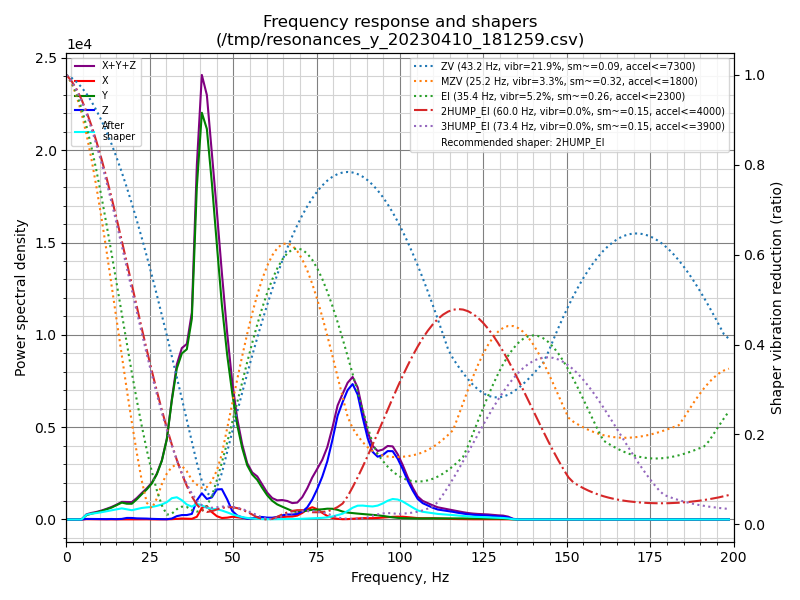 Frequency response and shapers
(/tmp/resonances_y_20230410_181259.csv)
1e4
2.5
2.0
1.5
1.0
0.5
0.0
Power spectral density
X+Y+Z
X
Y
Z
After
shaper
ZV (43.2 Hz, vibr=21.9%, sm~=0.09, accel<=7300)
MZV (25.2 Hz, vibr=3.3%, sm~=0.32, accel<=1800)
EI (35.4 Hz, vibr=5.2%, sm~=0.26, accel<=2300)
2HUMP_EI (60.0 Hz, vibr=0.0%, sm~=0.15, accel<=4000)
3HUMP_EI (73.4 Hz, vibr=0.0%, sm~=0.15, accel<=3900)
Recommended shaper: 2HUMP_EI
1.0
0.8
0.6
0.4
0.2
0.0
Shaper vibration reduction (ratio)
0 25 50 75 100 125 150 175 200
Frequency, Hz